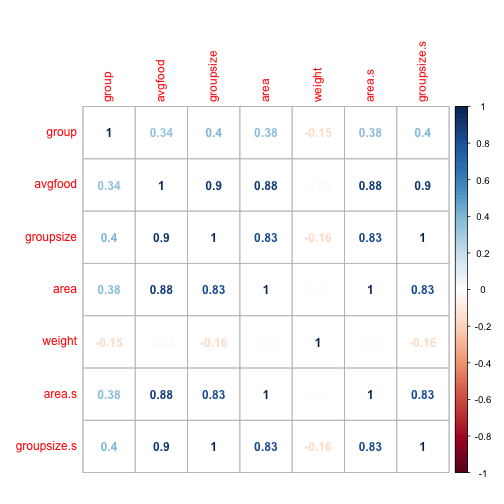 group avgfood groupsize area weight area.s groupsize.s
group 1 0.34 0.4 0.38 -0.15 0.38 0.4
avgfood 0.34 1 0.9 0.88 0.88 0.9
groupsize 0.4 0.9 1 0.83 -0.16 0.83 1
area 0.38 0.88 0.83 1 1 0.83
weight -0.15 -0.16 1 -0.16
area.s 0.38 0.88 0.83 1 1 0.83
groupsize.s 0.4 0.9 1 0.83 -0.16 0.83 1
1
0.8
0.6
0.4
0.2
0
-0.2
-0.4
-0.6
-0.8
-1